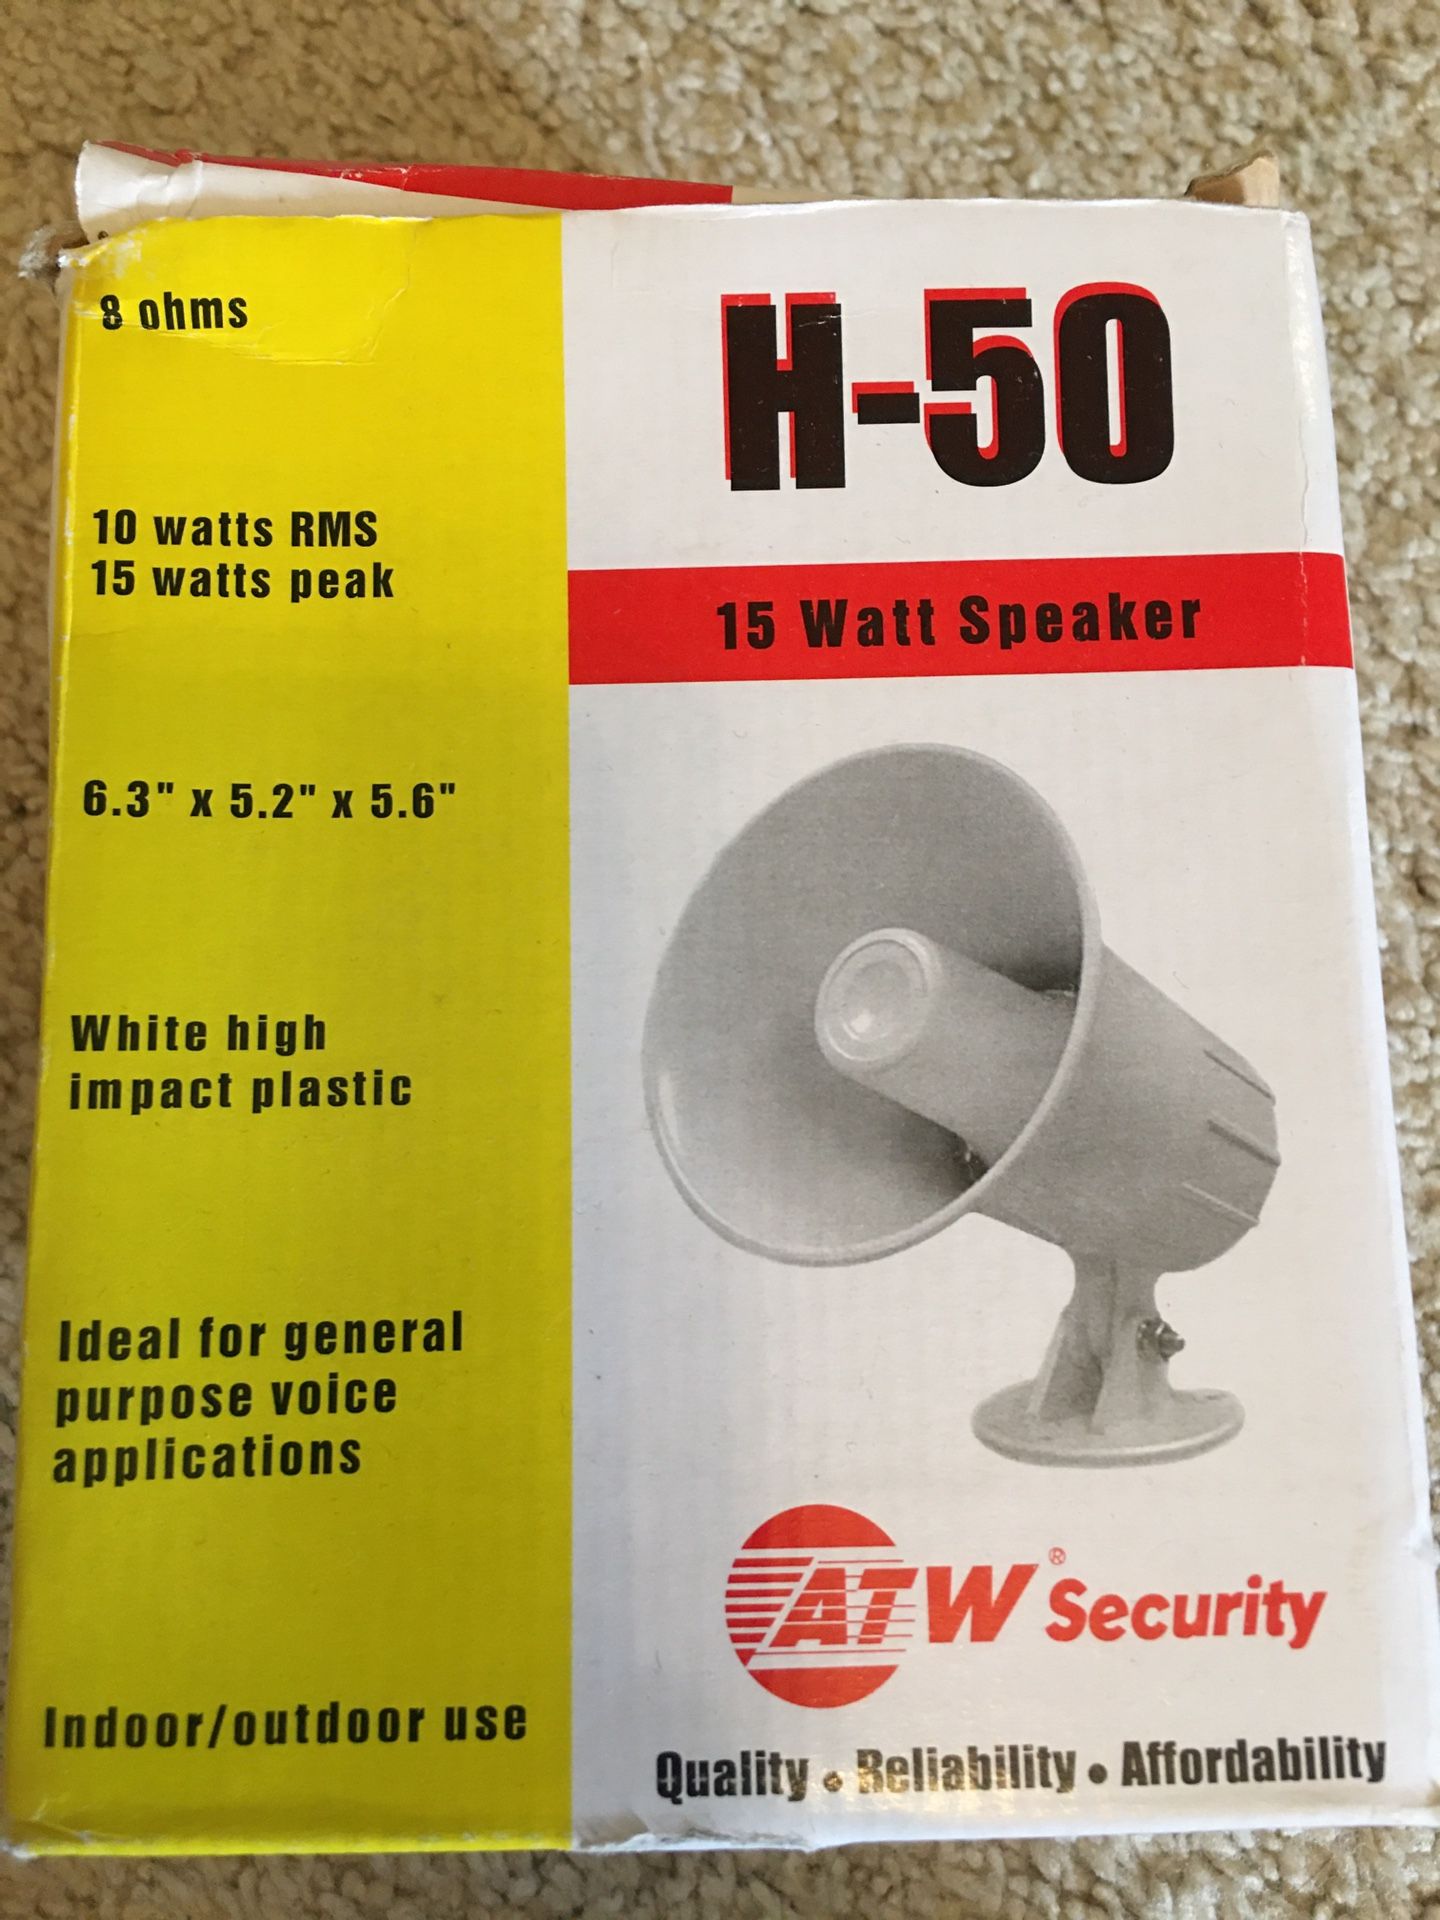 8 ohms
10 watts RMS
15 watts peak
6.3" x 5.2" x 5.6"
White high
impact plastic
Ideal for general
purpose voice
applications
Indoor/outdoor use
H-50
15 Watt Speaker
ATW® Security
Quality • Reliability • Affordability